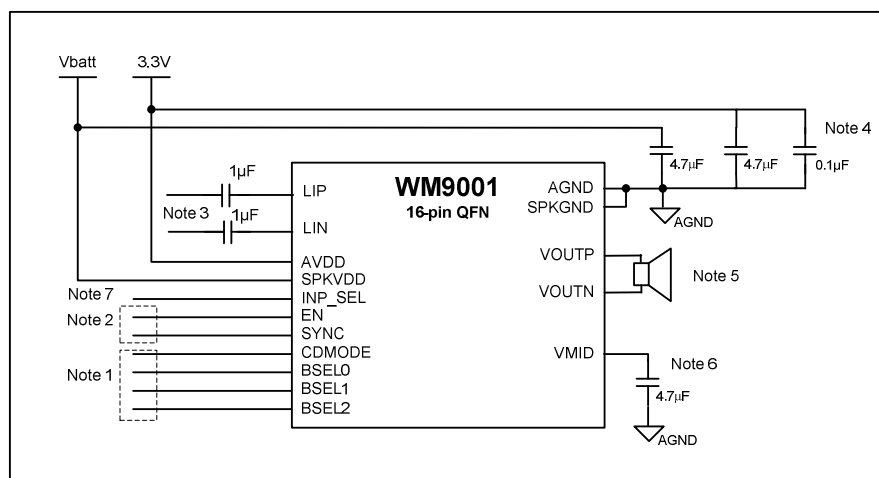 Vbatt
3.3V
Note 4
4.7µF
4.7µF
0.1µF
1µF
LIP
WM9001
16-pin QFN
AGND
SPKGND
AGND
Note 3
1µF
LIN
AVDD
SPKVDD
VOUTP
VOUTN
Note 5
Note 7
INP_SEL
Note 2
EN
SYNC
Note 1
CDMODE
BSEL0
BSEL1
BSEL2
VMID
Note 6
4.7µF
AGND